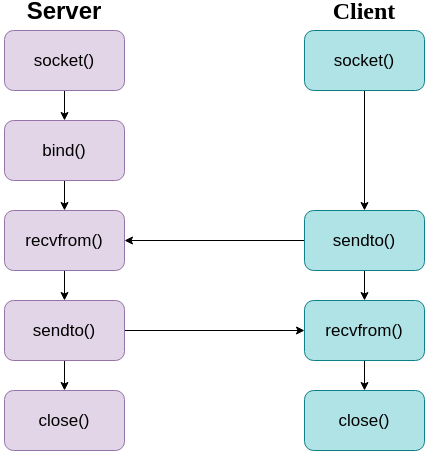 Server
socket()
bind()
recvfrom()
sendto()
close()
Client
socket()
sendto()
recvfrom()
close()